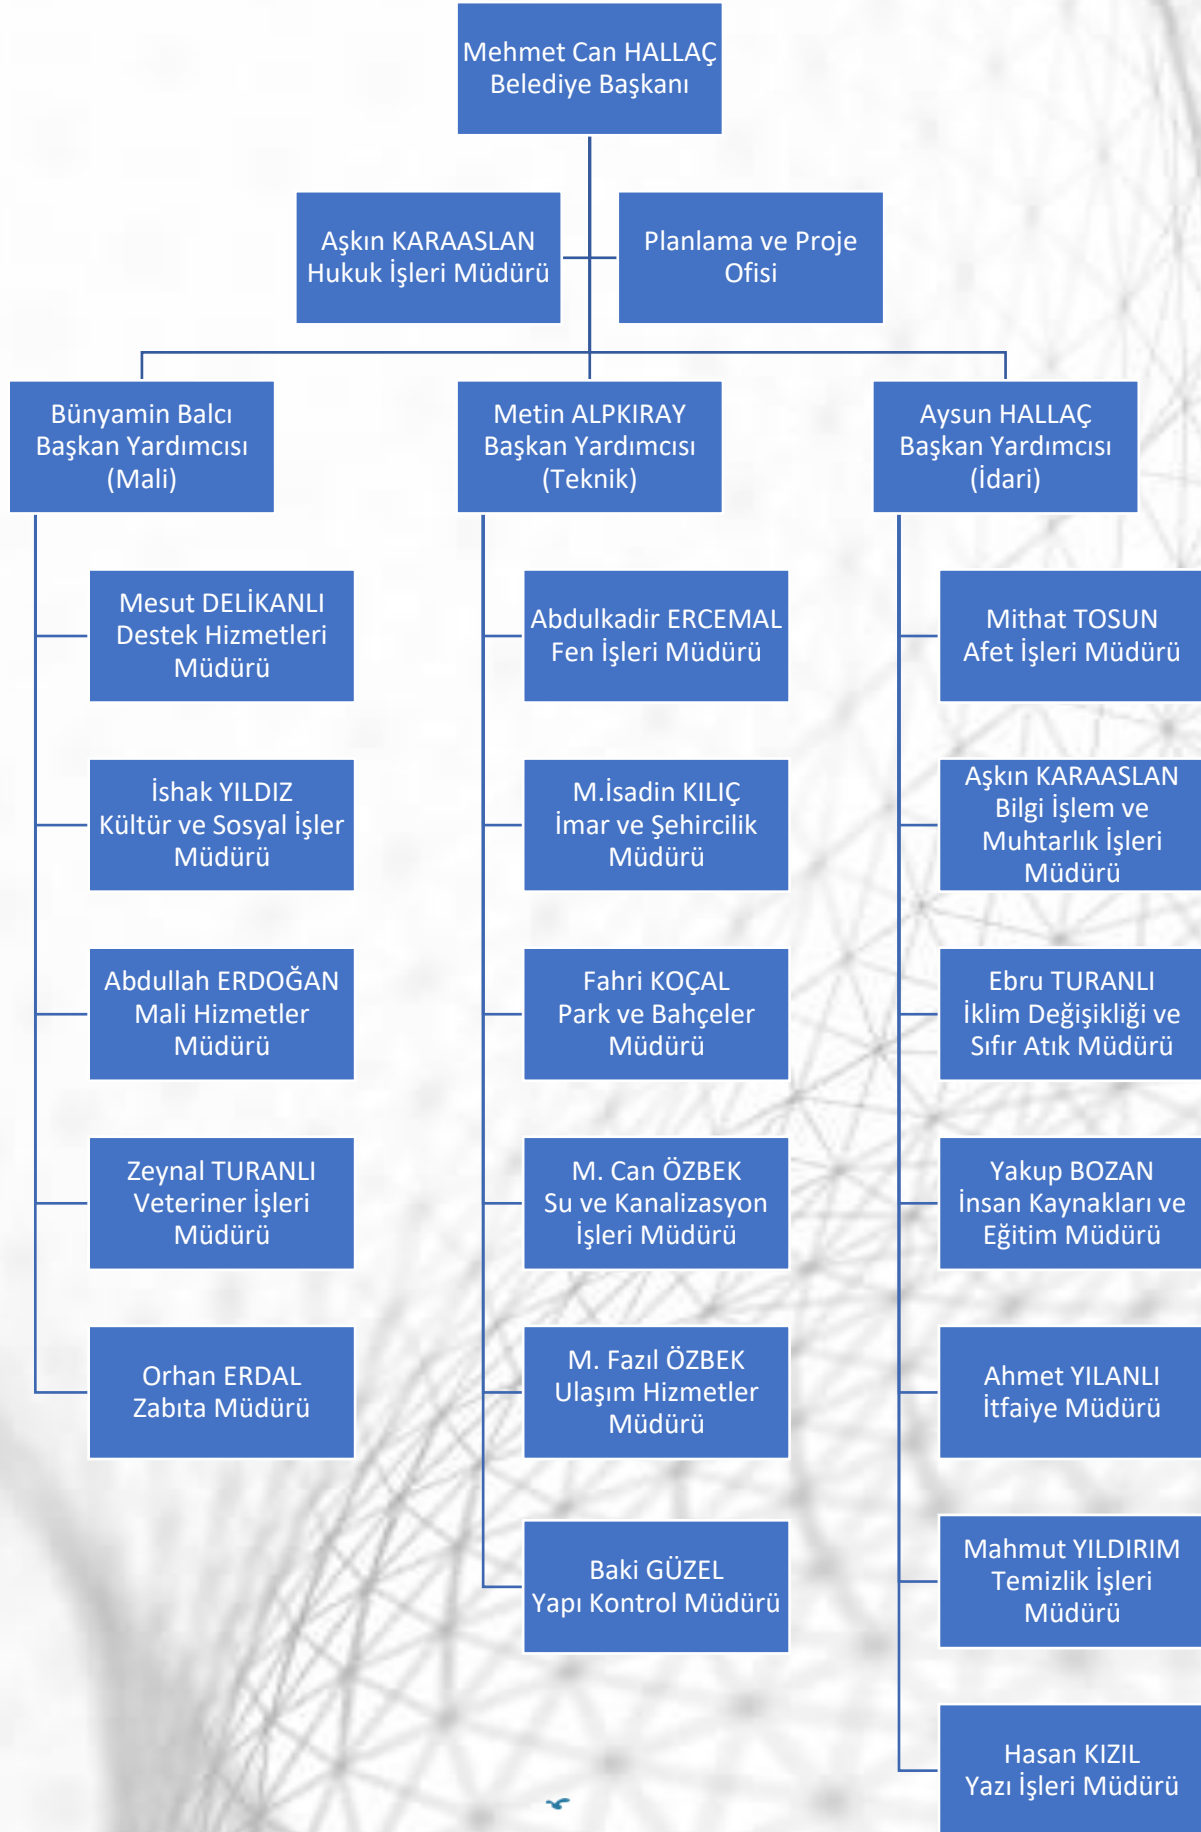 Mehmet Can HALLAÇ
Belediye Başkanı
Aşkın KARAASLAN
Hukuk İşleri Müdürü
Planlama ve Proje
Ofisi
Bünyamin Balcı
Başkan Yardımcısı
(Mali)
Mesut DELİKANLI
Destek Hizmetleri
Müdürü
İshak YILDIZ
Kültür ve Sosyal İşler
Müdürü
Abdullah ERDOĞAN
Mali Hizmetler
Müdürü
Zeynal TURANLI
Veteriner İşleri
Müdürü
Orhan ERDAL
Zabıta Müdürü
Metin ALPKIRAY
Başkan Yardımcısı
(Teknik)
Abdulkadir ERCEMAL
Fen İşleri Müdürü
M.İsadin KILIÇ
İmar ve Şehircilik
Müdürü
Fahri KOÇAL
Park ve Bahçeler
Müdürü
M. Can ÖZBEK
Su ve Kanalizasyon
İşleri Müdürü
M. Fazıl ÖZBEK
Ulaşım Hizmetler
Müdürü
Baki GÜZEL
Yapı Kontrol Müdürü
Aysun HALLAÇ
Başkan Yardımcısı
(İdari)
Mithat TOSUN
Afet İşleri Müdürü
Aşkın KARAASLAN
Bilgi İşlem ve
Muhtarlık İşleri
Müdürü
Ebru TURANLI
İklim Değişikliği ve
Sıfır Atık Müdürü
Yakup BOZAN
İnsan Kaynakları ve
Eğitim Müdürü
Ahmet YILANLI
İtfaiye Müdürü
Mahmut YILDIRIM
Temizlik İşleri
Müdürü
Hasan KIZIL
Yazı İşleri Müdürü